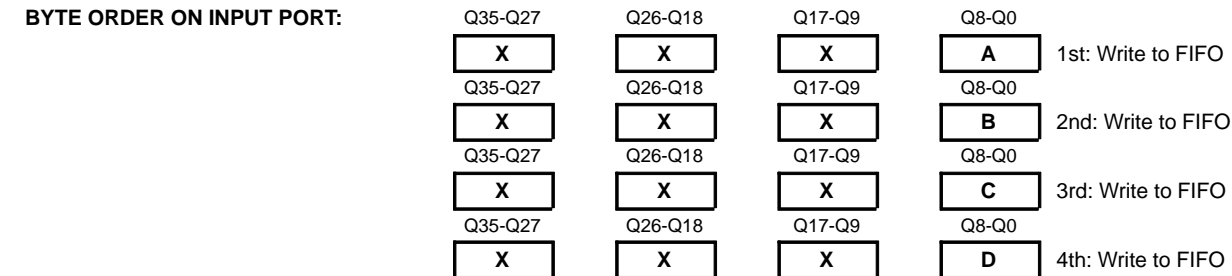 BYTE ORDER ON INPUT PORT: Q35-Q27 Q26-Q18 Q17-Q9 Q8-Q0
X X X A 1st: Write to FIFO
Q35-Q27 Q26-Q18 Q17-Q9 Q8-Q0
X X X B 2nd: Write to FIFO
Q35-Q27 Q26-Q18 Q17-Q9 Q8-Q0
X X X C 3rd: Write to FIFO
Q35-Q27 Q26-Q18 Q17-Q9 Q8-Q0
X X X D 4th: Write to FIFO